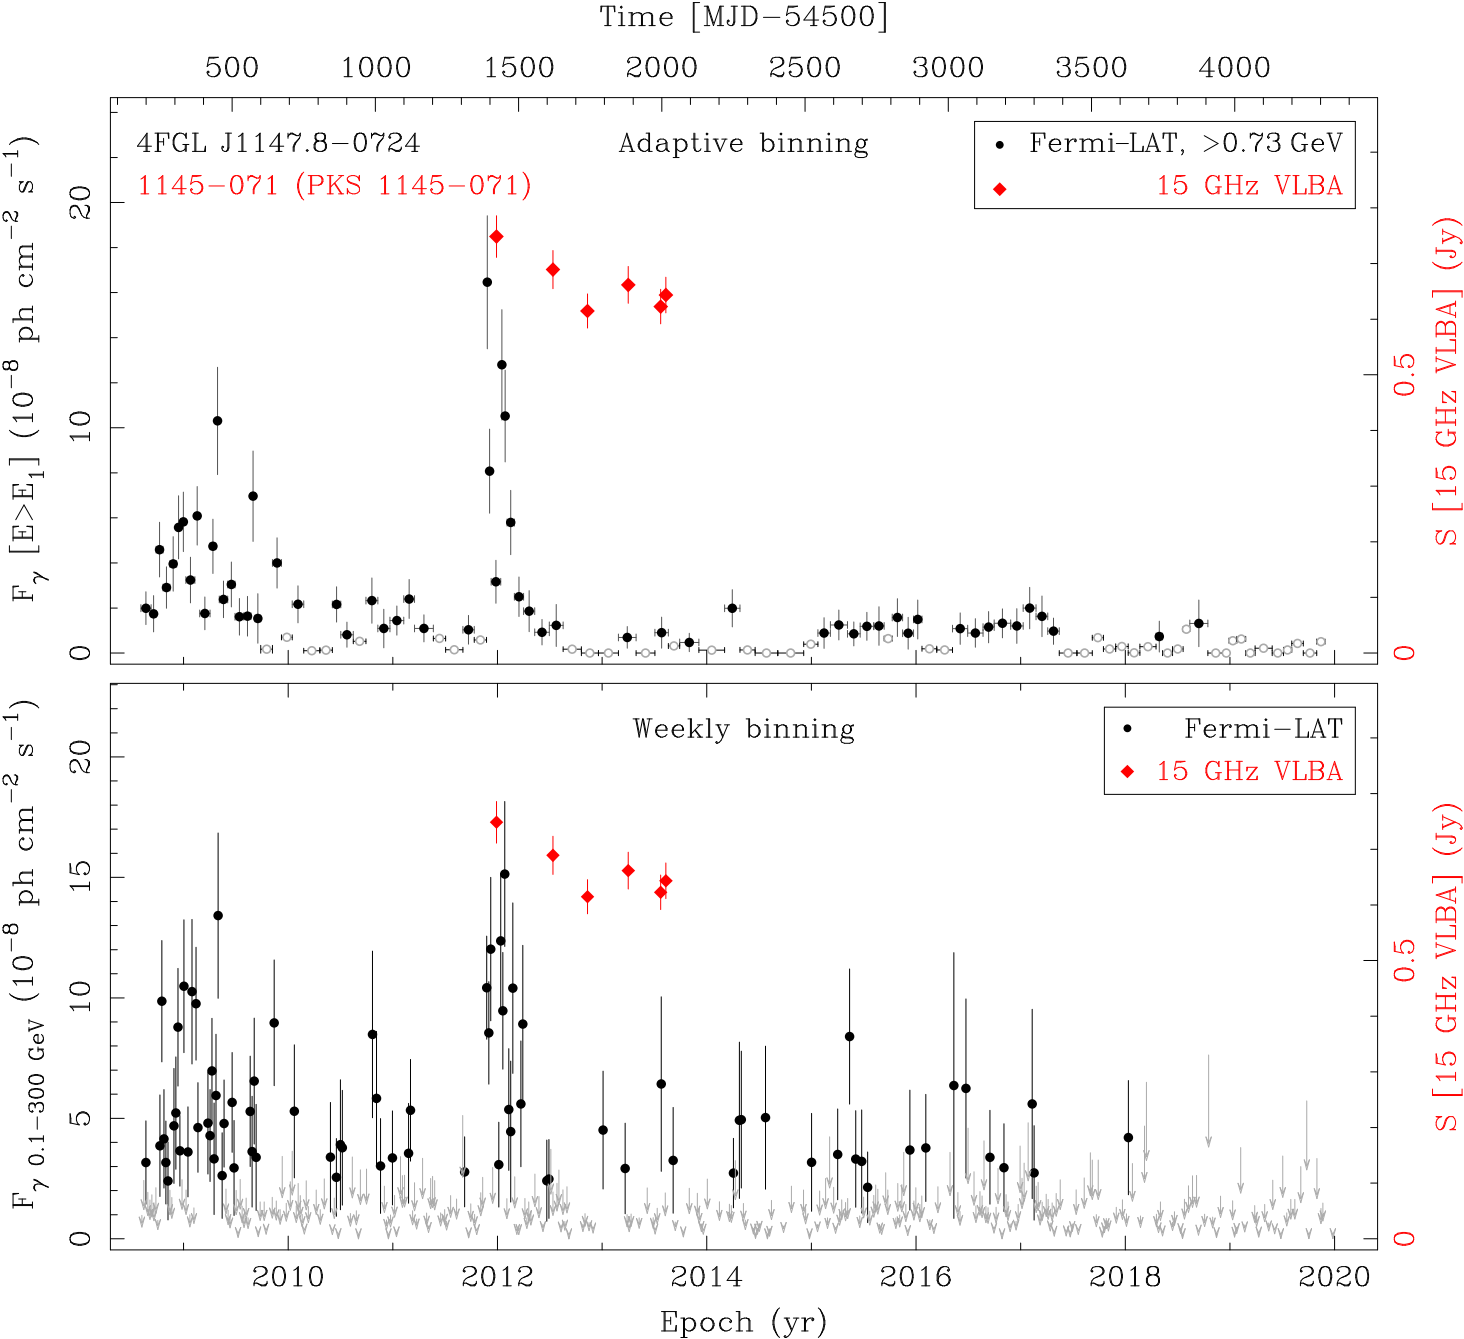 Time [MJD−54500]
500 1000 1500 2000 2500 3000 3500 4000
4FGL J1147.8−0724
1145−071 (PKS 1145−071)
Adaptive binning
Fermi−LAT, >0.73 GeV
15 GHz VLBA
F_γ [E>E_1] (10^−8 ph cm^−2 s^−1)
20
10
0
0.5
0
S [15 GHz VLBA] (Jy)
Weekly binning
Fermi−LAT
15 GHz VLBA
F_γ 0.1−300 GeV (10^−8 ph cm^−2 s^−1)
20
15
10
5
0
0.5
0
S [15 GHz VLBA] (Jy)
2010 2012 2014 2016 2018 2020
Epoch (yr)